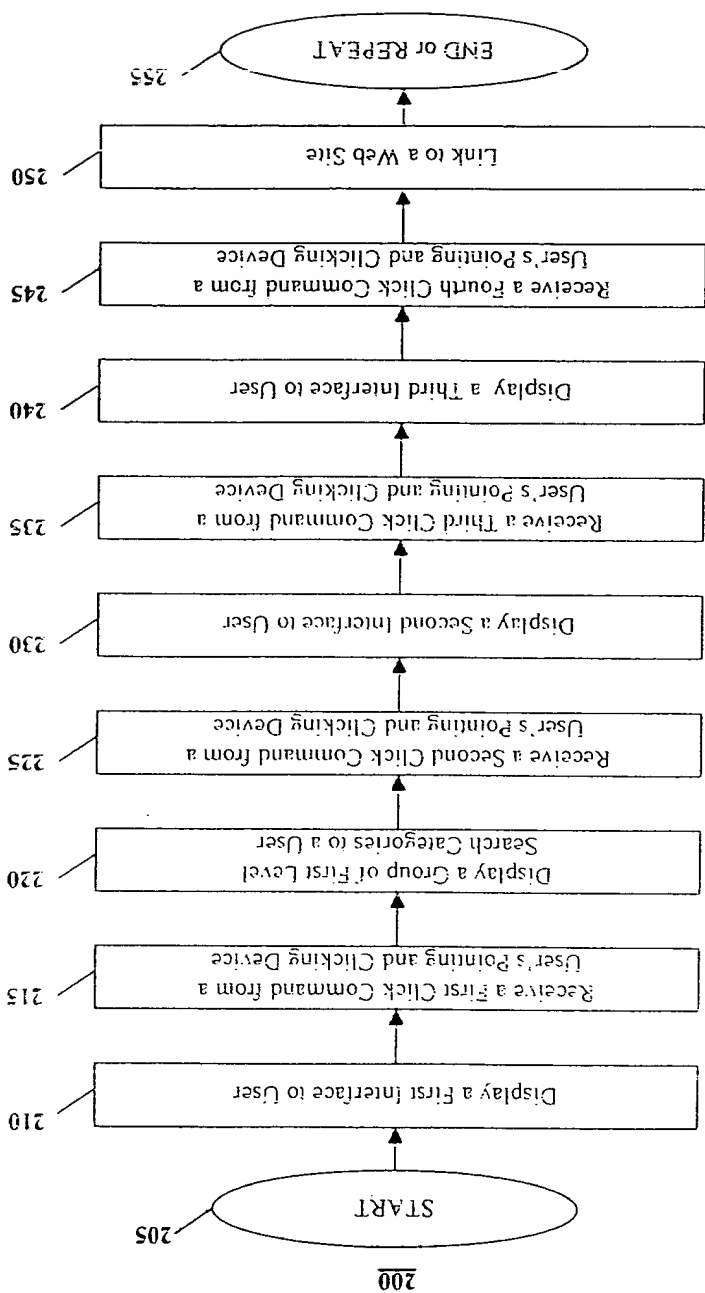 200
START
205
Display a First Interface to User
210
Receive a First Click Command from a
User's Pointing and Clicking Device
215
Display a Group of First Level
Search Categories to a User
220
Receive a Second Click Command from a
User's Pointing and Clicking Device
225
Display a Second Interface to User
230
Receive a Third Click Command from a
User's Pointing and Clicking Device
235
Display a Third Interface to User
240
Receive a Fourth Click Command from a
User's Pointing and Clicking Device
245
Link to a Web Site
250
END or REPEAT
255